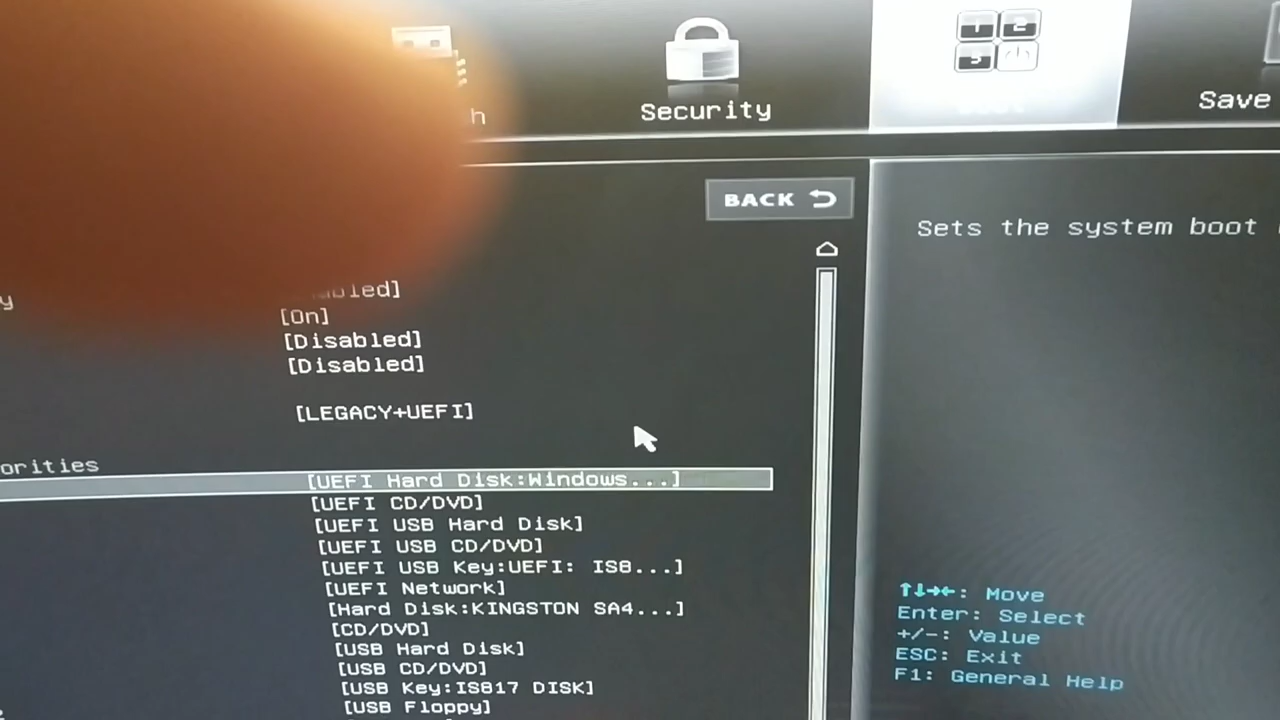 Security
Save
BACK
Sets the system boot
[On]
[Disabled]
[Disabled]
[LEGACY+UEFI]
orities
[UEFI Hard Disk:Windows...]
[UEFI CD/DVD]
[UEFI USB Hard Disk]
[UEFI USB CD/DVD]
[UEFI USB Key:UEFI: IS8...]
[UEFI Network]
[Hard Disk:KINGSTON SA4...]
[CD/DVD]
[USB Hard Disk]
[USB CD/DVD]
[USB Key:IS817 DISK]
[USB Floppy]
↑↓→←: Move
Enter: Select
+/-: Value
ESC: Exit
F1: General Help